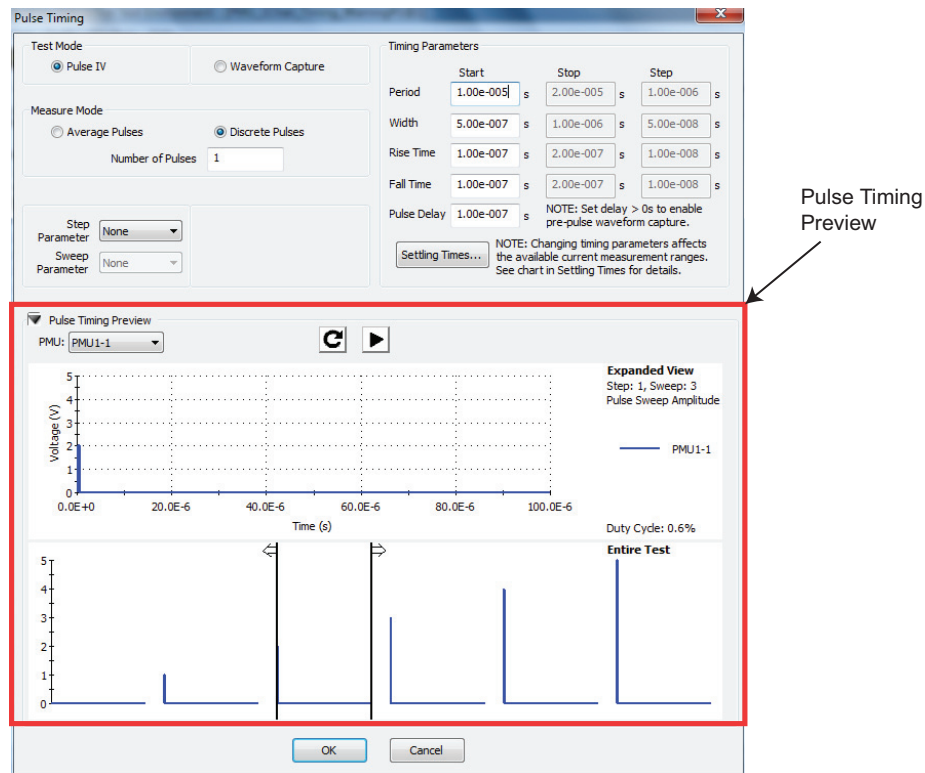 Pulse Timing
X
Test Mode
Pulse IV
Waveform Capture
Measure Mode
Average Pulses
Discrete Pulses
Number of Pulses 1
Step Parameter None
Sweep Parameter None
Timing Parameters
Start Stop Step
Period 1.00e-005 s 2.00e-005 s 1.00e-006 s
Width 5.00e-007 s 1.00e-006 s 5.00e-008 s
Rise Time 1.00e-007 s 2.00e-007 s 1.00e-008 s
Fall Time 1.00e-007 s 2.00e-007 s 1.00e-008 s
Pulse Delay 1.00e-007 s
NOTE: Set delay > 0s to enable
pre-pulse waveform capture.
Settling Times...
NOTE: Changing timing parameters affects
the available current measurement ranges.
See chart in Settling Times for details.
Pulse Timing
Preview
Pulse Timing Preview
PMU: PMU1-1
Expanded View
Step: 1, Sweep: 3
Pulse Sweep Amplitude
PMU1-1
Voltage (V)
5
4
3
2
1
0
0.0E+0 20.0E-6 40.0E-6 60.0E-6 80.0E-6 100.0E-6
Time (s)
Duty Cycle: 0.6%
Entire Test
5
4
3
2
1
0
OK
Cancel